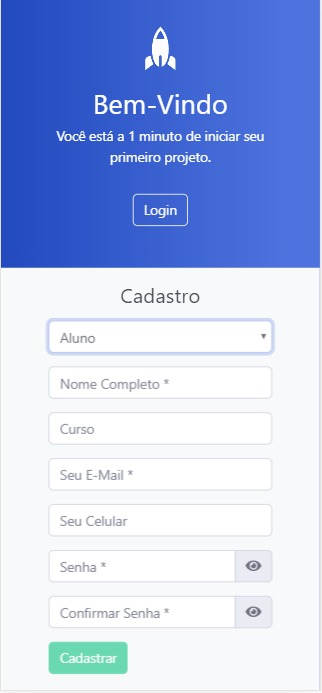 Bem-Vindo
Você está a 1 minuto de iniciar seu
primeiro projeto.
Login
Cadastro
Aluno
Nome Completo *
Curso
Seu E-Mail *
Seu Celular
Senha *
Confirmar Senha *
Cadastrar